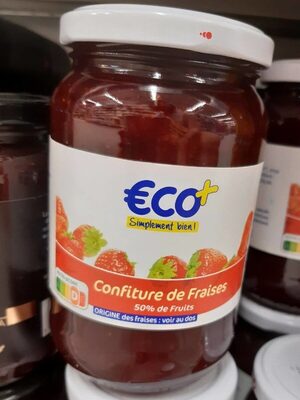 €CO+
Simplement bien!
Confiture de Fraises
50% de Fruits
ORIGINE des fraises : voir au dos